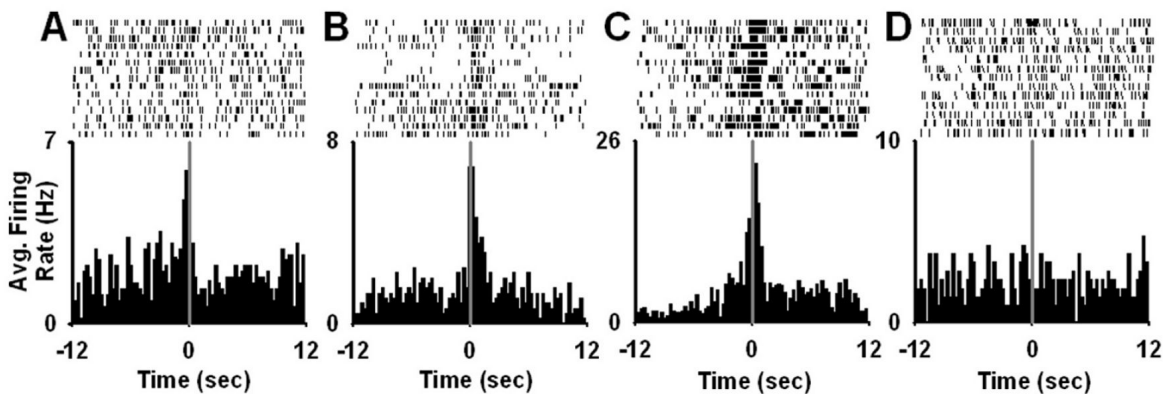 A B C D
7 8 26 10
Avg. Firing
Rate (Hz)
0 0 0 0
-12 0 12 -12 0 12 -12 0 12 -12 0 12
Time (sec) Time (sec) Time (sec) Time (sec)